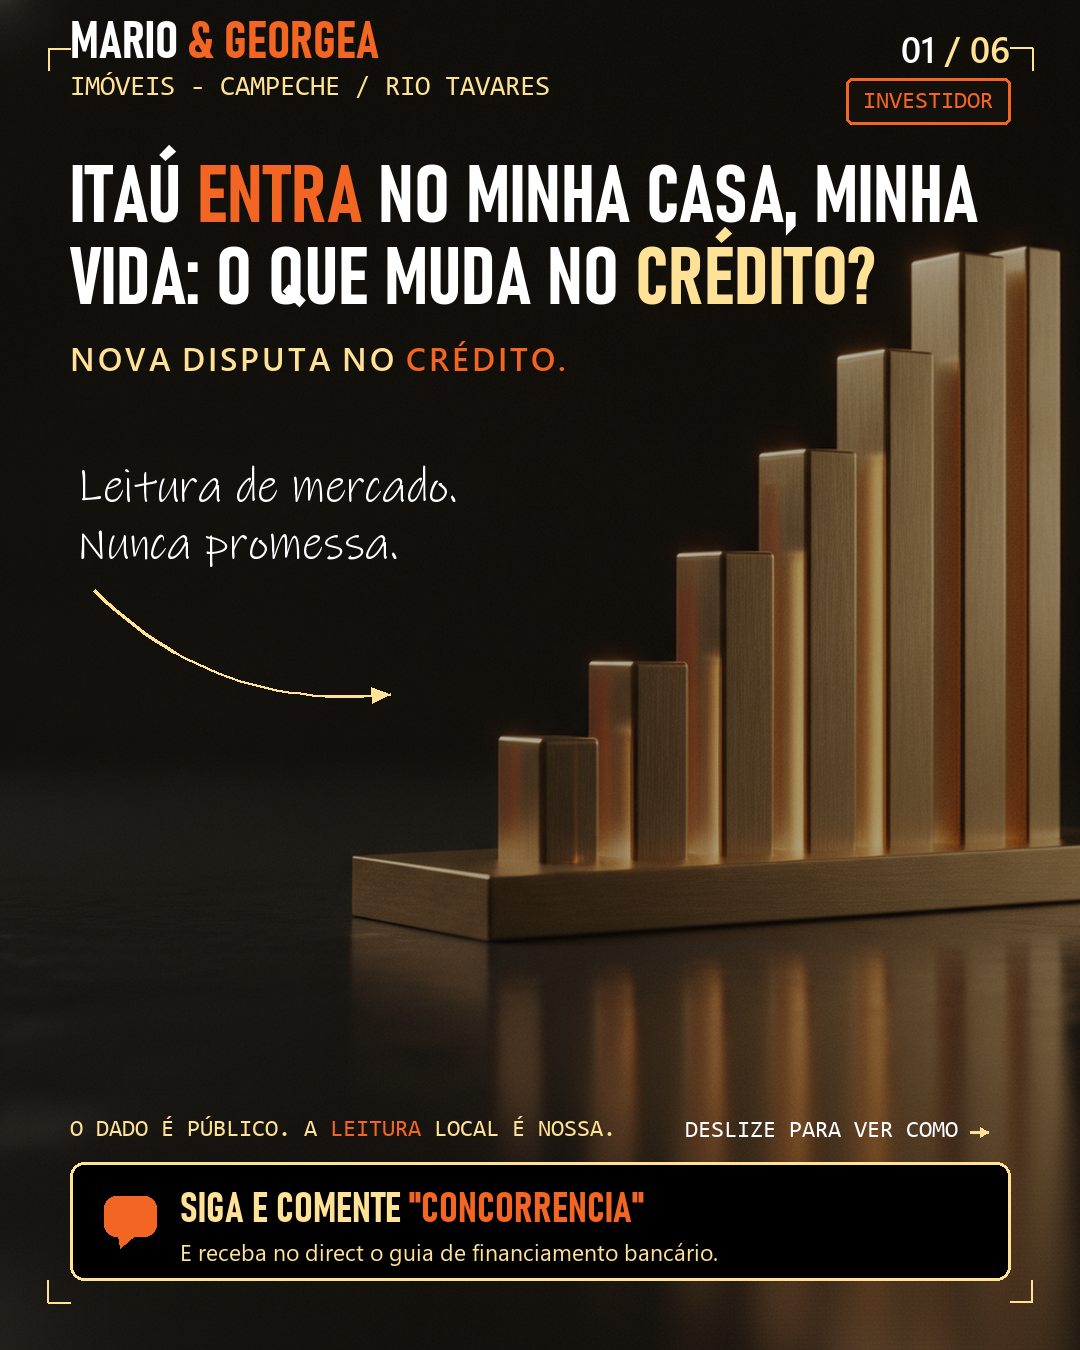 MARIO & GEORGEA
IMÓVEIS - CAMPECHE / RIO TAVARES
01 / 06
INVESTIDOR
ITAÚ ENTRA NO MINHA CASA, MINHA
VIDA: O QUE MUDA NO CRÉDITO?
NOVA DISPUTA NO CRÉDITO.
Leitura de mercado.
Nunca promessa.
O DADO É PÚBLICO. A LEITURA LOCAL É NOSSA.
DESLIZE PARA VER COMO
SIGA E COMENTE "CONCORRENCIA"
E receba no direct o guia de financiamento bancário.